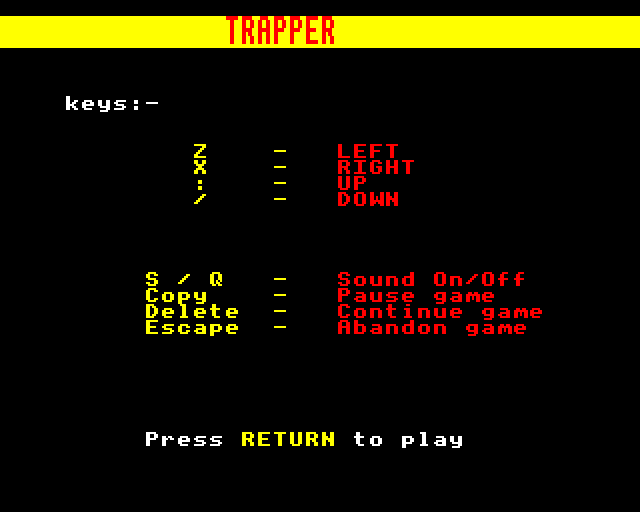 TRAPPER
keys:-
Z - LEFT
X - RIGHT
: - UP
/ - DOWN
S / Q - Sound On/Off
Copy - Pause game
Delete - Continue game
Escape - Abandon game
Press RETURN to play